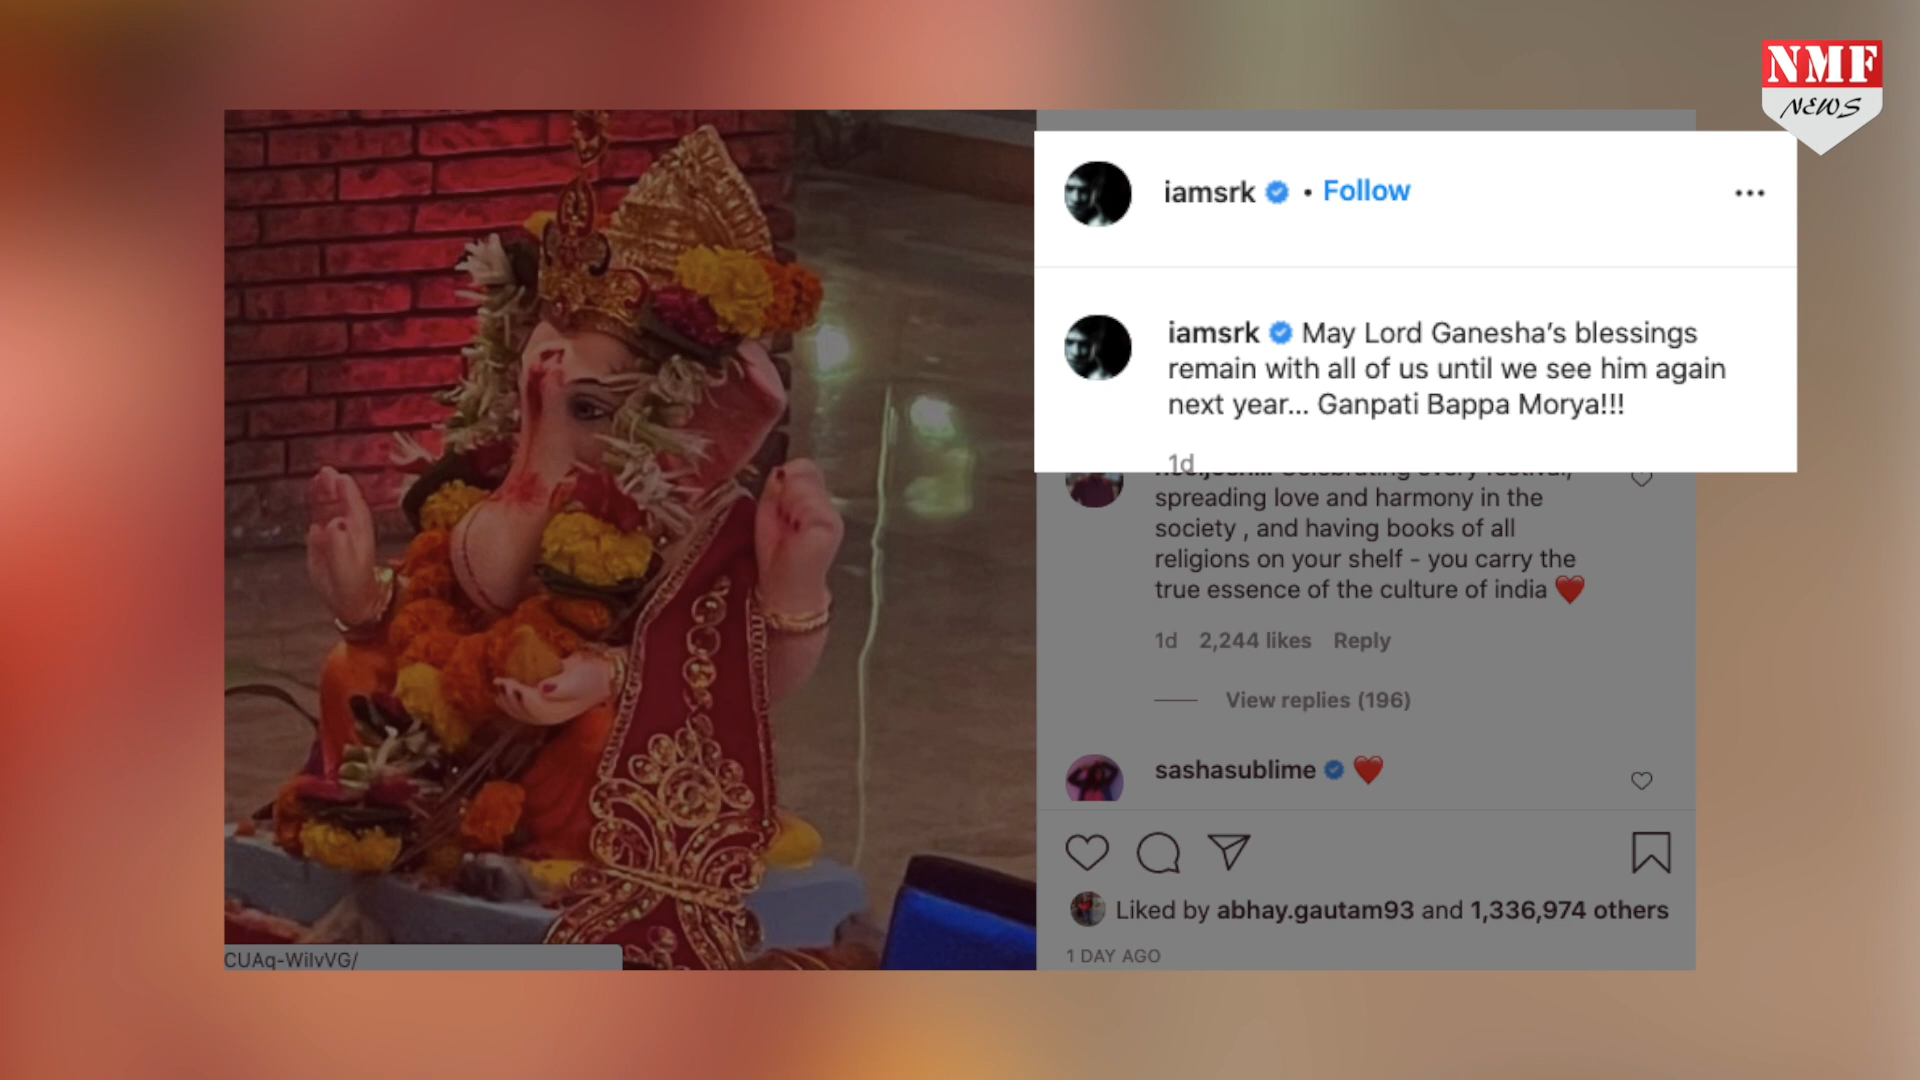 NMF
NEWS
iamsrk • Follow
iamsrk May Lord Ganesha’s blessings
remain with all of us until we see him again
next year... Ganpati Bappa Morya!!!
1d
Celebrating every festival,
spreading love and harmony in the
society , and having books of all
religions on your shelf - you carry the
true essence of the culture of india ❤️
1d 2,244 likes Reply
View replies (196)
sashasublime ❤️
Liked by abhay.gautam93 and 1,336,974 others
1 DAY AGO
CUAq-WilvVG/